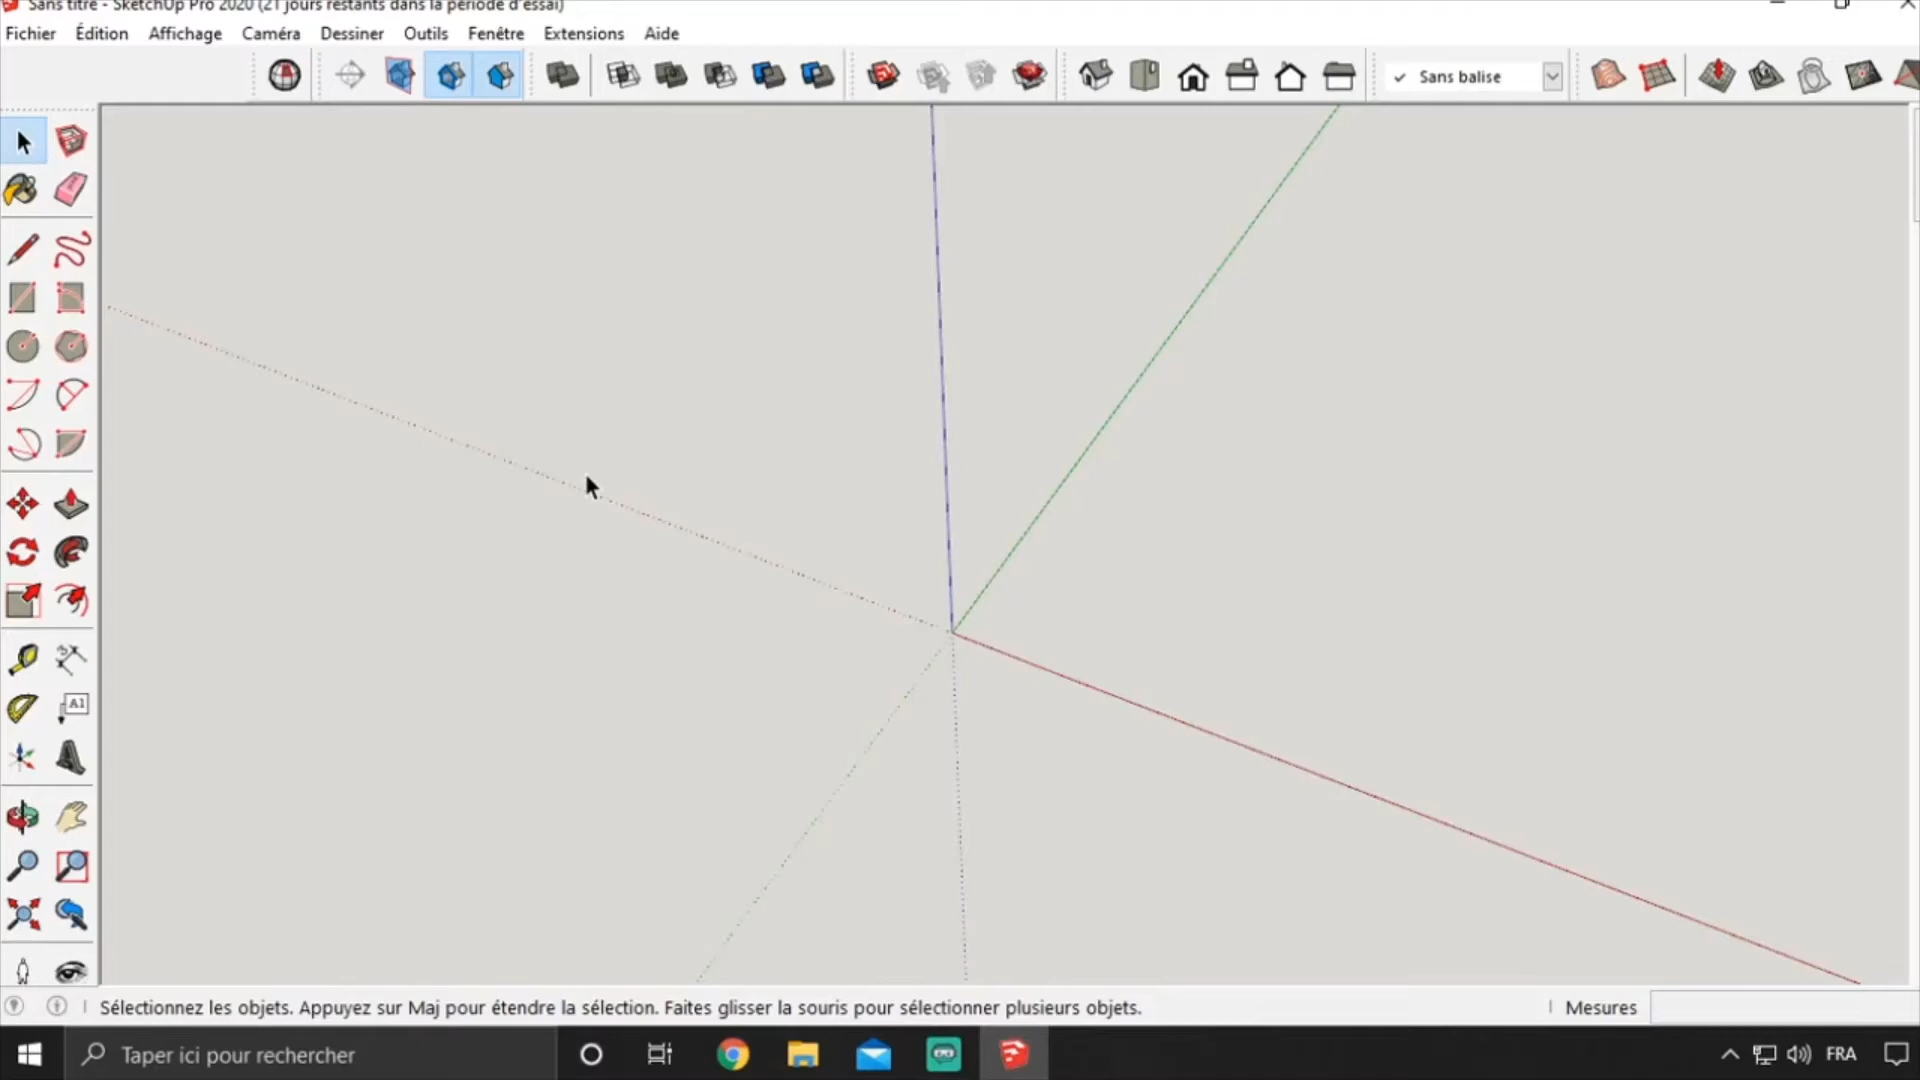 Sans titre - SketchUp Pro 2020 (21 jours restants dans la période d'essai)
Fichier Édition Affichage Caméra Dessiner Outils Fenêtre Extensions Aide
✓ Sans balise
A1
Sélectionnez les objets. Appuyez sur Maj pour étendre la sélection. Faites glisser la souris pour sélectionner plusieurs objets.
Mesures
Taper ici pour rechercher
FRA